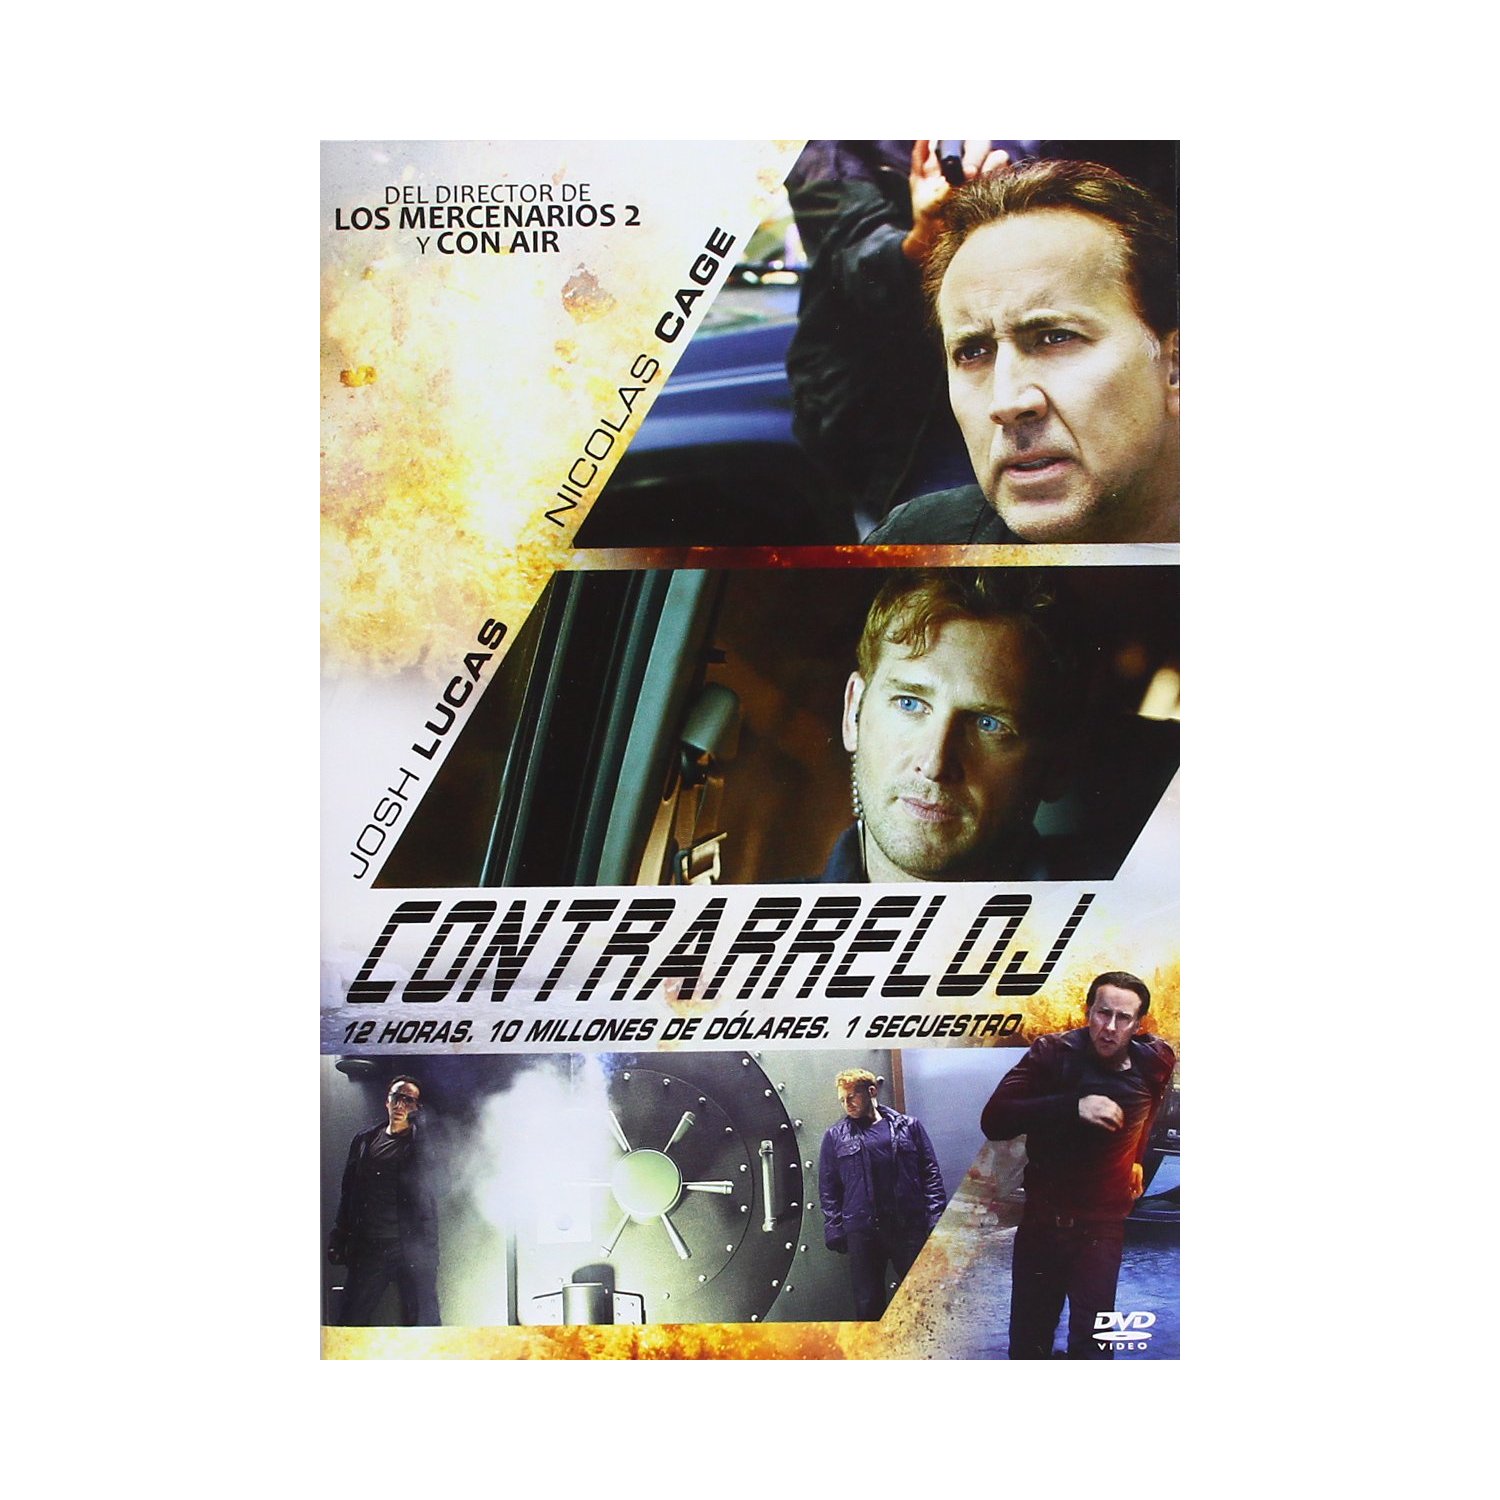 DEL DIRECTOR DE
LOS MERCENARIOS 2
Y CON AIR
NICOLAS CAGE
JOSH LUCAS
CONTRARRELOJ
12 HORAS. 10 MILLONES DE DÓLARES. 1 SECUESTRO
DVD
VIDEO